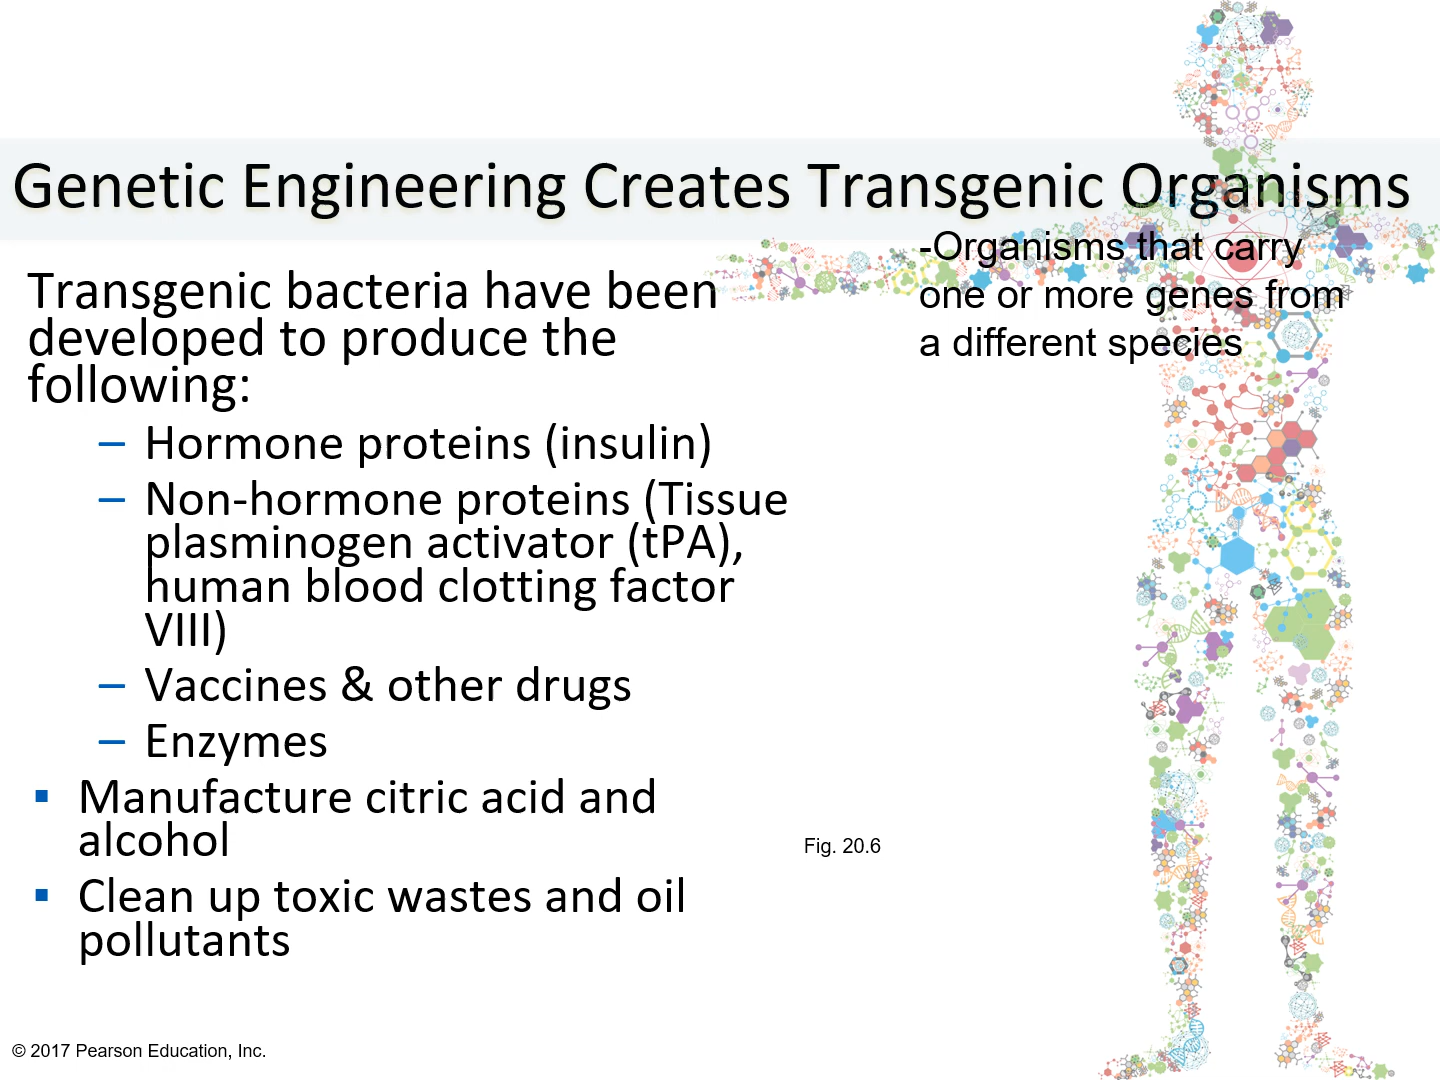 Genetic Engineering Creates Transgenic Organisms
-Organisms that carry
one or more genes from
a different species
Transgenic bacteria have been
developed to produce the
following:
– Hormone proteins (insulin)
– Non-hormone proteins (Tissue
plasminogen activator (tPA),
human blood clotting factor
VIII)
– Vaccines & other drugs
– Enzymes
▪ Manufacture citric acid and
alcohol
▪ Clean up toxic wastes and oil
pollutants
Fig. 20.6
© 2017 Pearson Education, Inc.